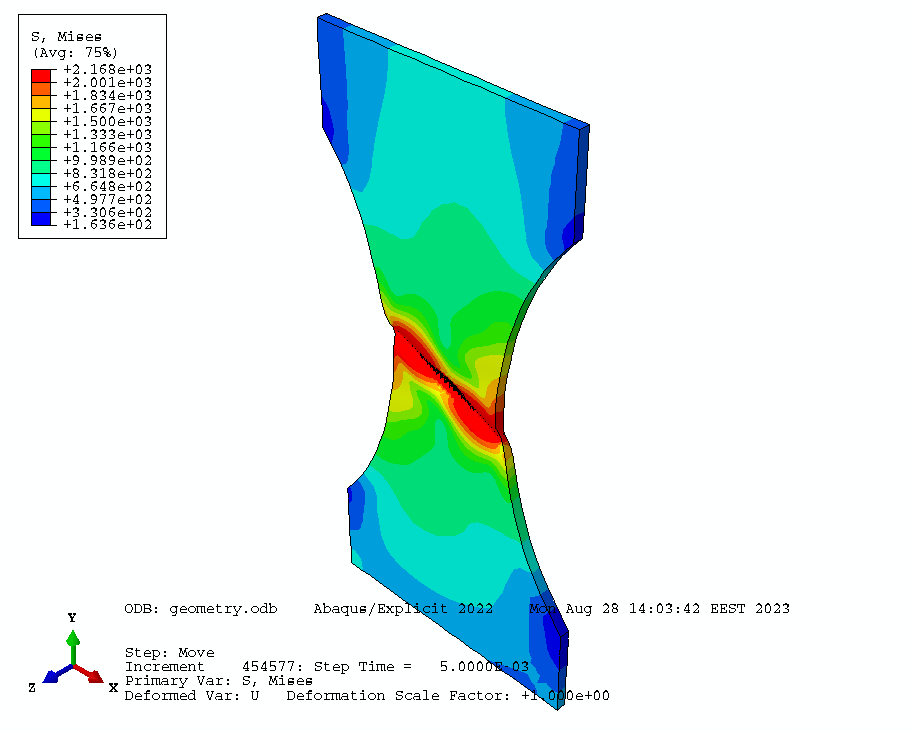 S, Mises
(Avg: 75%)
+2.168e+03
+2.001e+03
+1.834e+03
+1.667e+03
+1.500e+03
+1.333e+03
+1.166e+03
+9.989e+02
+8.318e+02
+6.648e+02
+4.977e+02
+3.306e+02
+1.636e+02
ODB: geometry.odb    Abaqus/Explicit 2022    Mon Aug 28 14:03:42 EEST 2023
Y
Z
X
Step: Move
Increment    454577: Step Time =   5.0000E-03
Primary Var: S, Mises
Deformed Var: U   Deformation Scale Factor: +1.000e+00